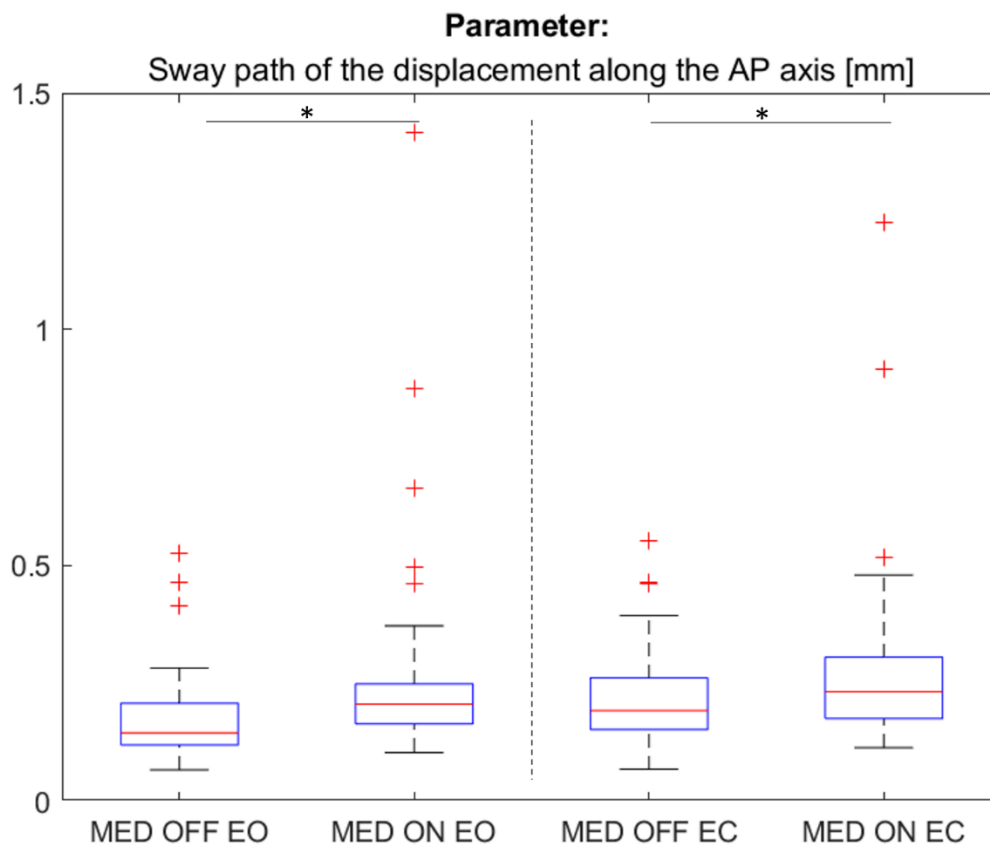 Parameter:
Sway path of the displacement along the AP axis [mm]
1.5
*
*
1
0.5
0
MED OFF EO
MED ON EO
MED OFF EC
MED ON EC